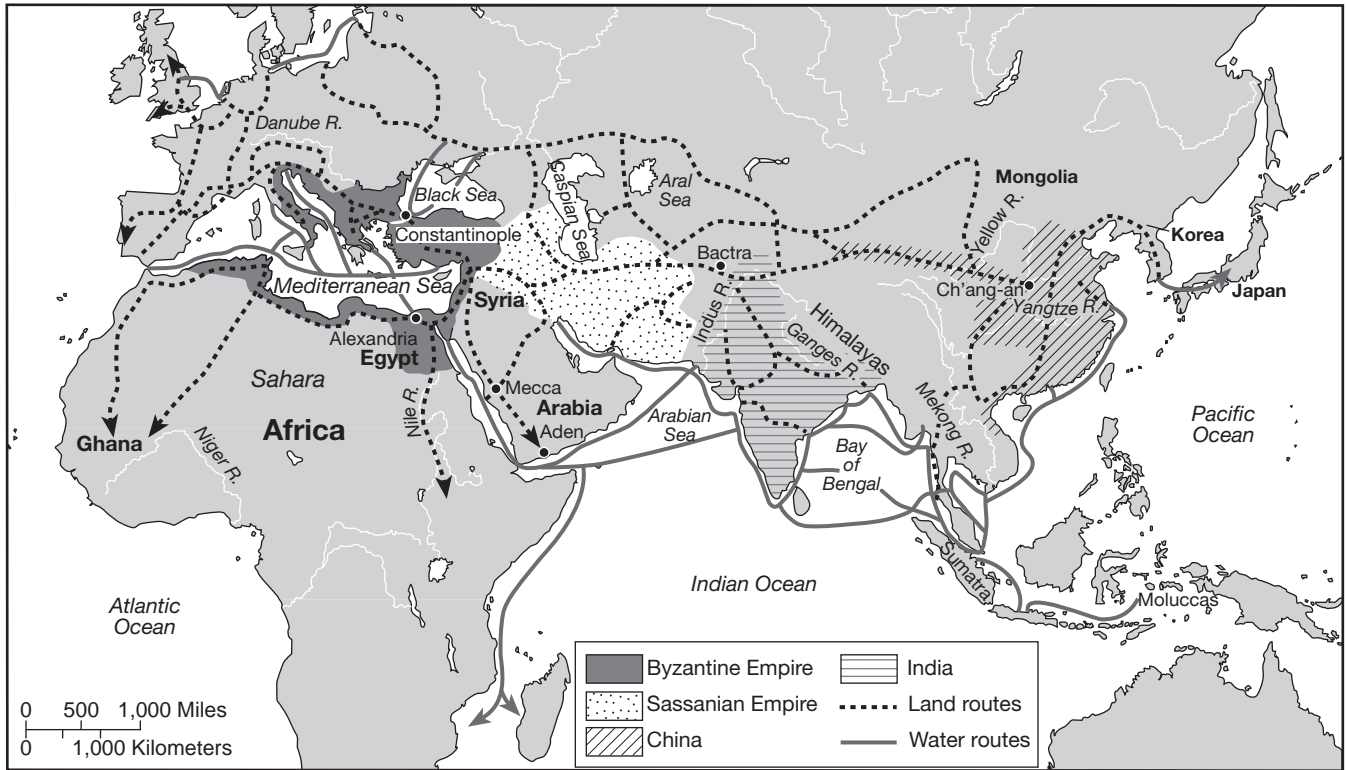 Danube R.
Black Sea
Constantinople
Caspian Sea
Aral
Sea
Mongolia
Yellow R.
Korea
Japan
Bactra
Ch'ang-an
Yangtze R.
Mediterranean Sea
Syria
Alexandria
Egypt
Indus R.
Himalayas
Ganges R.
Sahara
Mecca
Nile R.
Africa
Arabia
Aden
Arabian
Sea
Mekong R.
Pacific
Ocean
Ghana
Niger R.
Bay
of
Bengal
Indian Ocean
Sumatra
Moluccas
Atlantic
Ocean
0 500 1,000 Miles
0 1,000 Kilometers
Byzantine Empire
Sassanian Empire
China
India
Land routes
Water routes